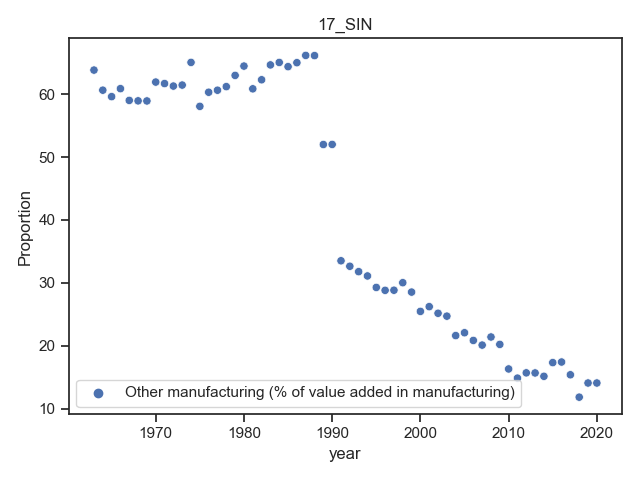 17_SIN
Proportion
60
50
40
30
20
10
Other manufacturing (% of value added in manufacturing)
1970 1980 1990 2000 2010 2020
year